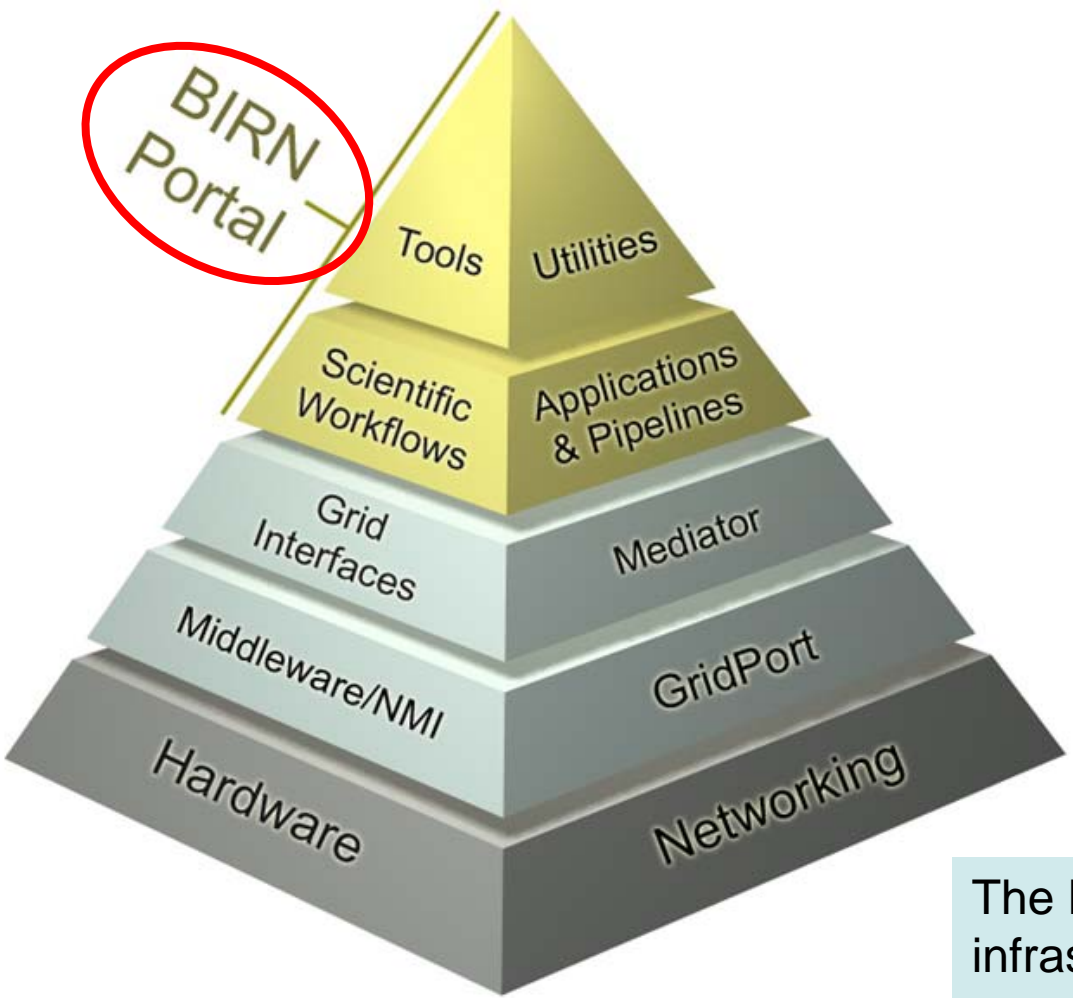 BIRN
Portal
Tools
Utilities
Scientific
Workflows
Applications
& Pipelines
Grid
Interfaces
Mediator
Middleware/NMI
GridPort
Hardware
Networking
The
infras